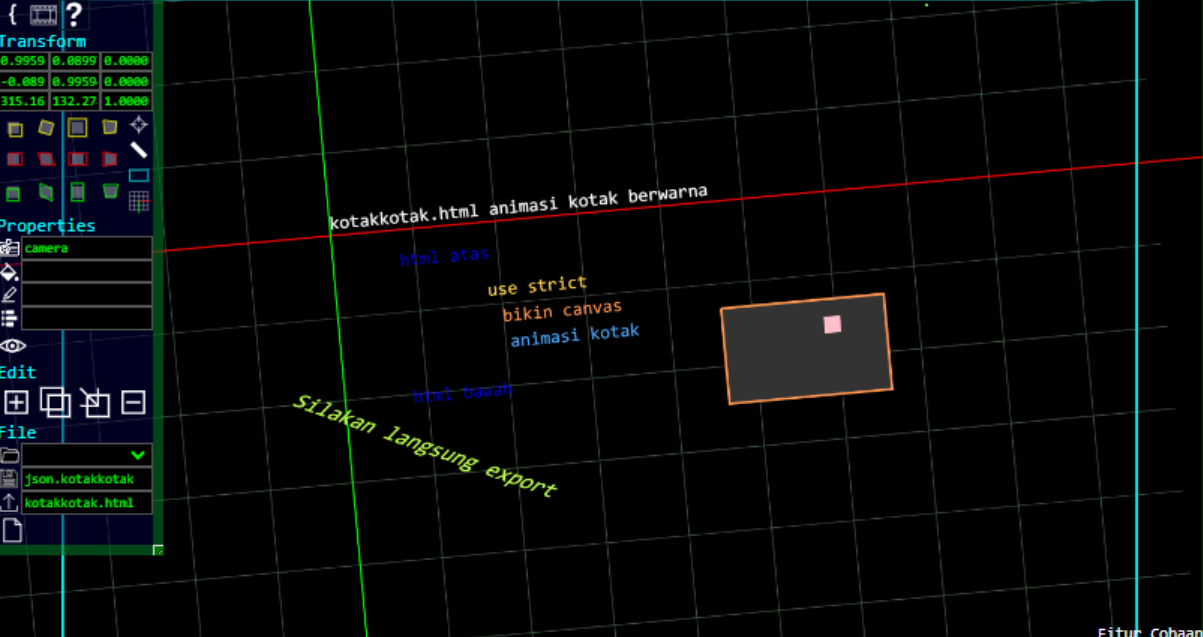 { ?
Transform
0.9959 0.0899 0.0000
-0.089 0.9959 0.0000
315.16 132.27 1.0000
Properties
camera
Edit
File
json.kotakkotak
kotakkotak.html
kotakkotak.html animasi kotak berwarna
html atas
use strict
bikin canvas
animasi kotak
html bawah
Silakan langsung export
Fitur Cobaan